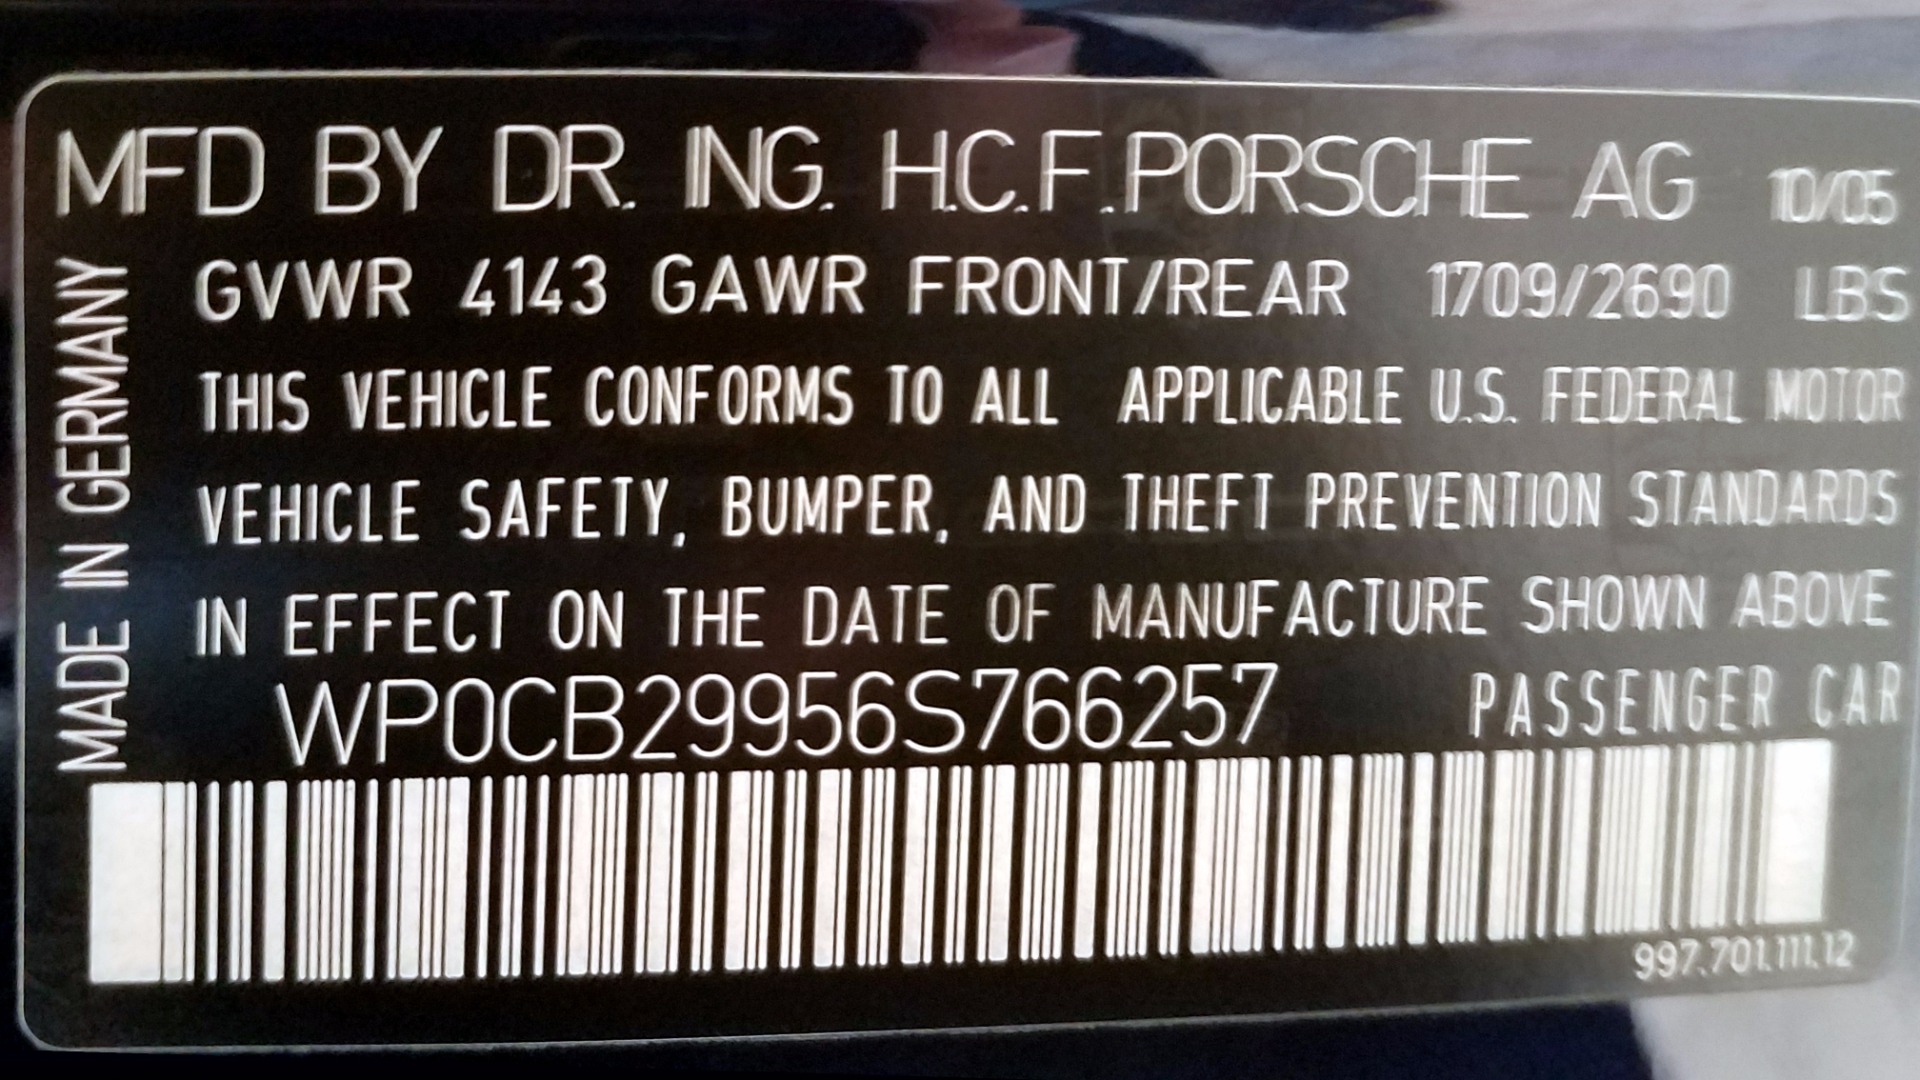 MFD BY DR. ING. H.C.F.PORSCHE AG 10/05
GVWR 4143 GAWR FRONT/REAR 1709/2690 LBS
THIS VEHICLE CONFORMS TO ALL APPLICABLE U.S. FEDERAL MOTOR
VEHICLE SAFETY, BUMPER, AND THEFT PREVENTION STANDARDS
IN EFFECT ON THE DATE OF MANUFACTURE SHOWN ABOVE
WP0CB29956S766257 PASSENGER CAR
997.701.111.12
MADE IN GERMANY